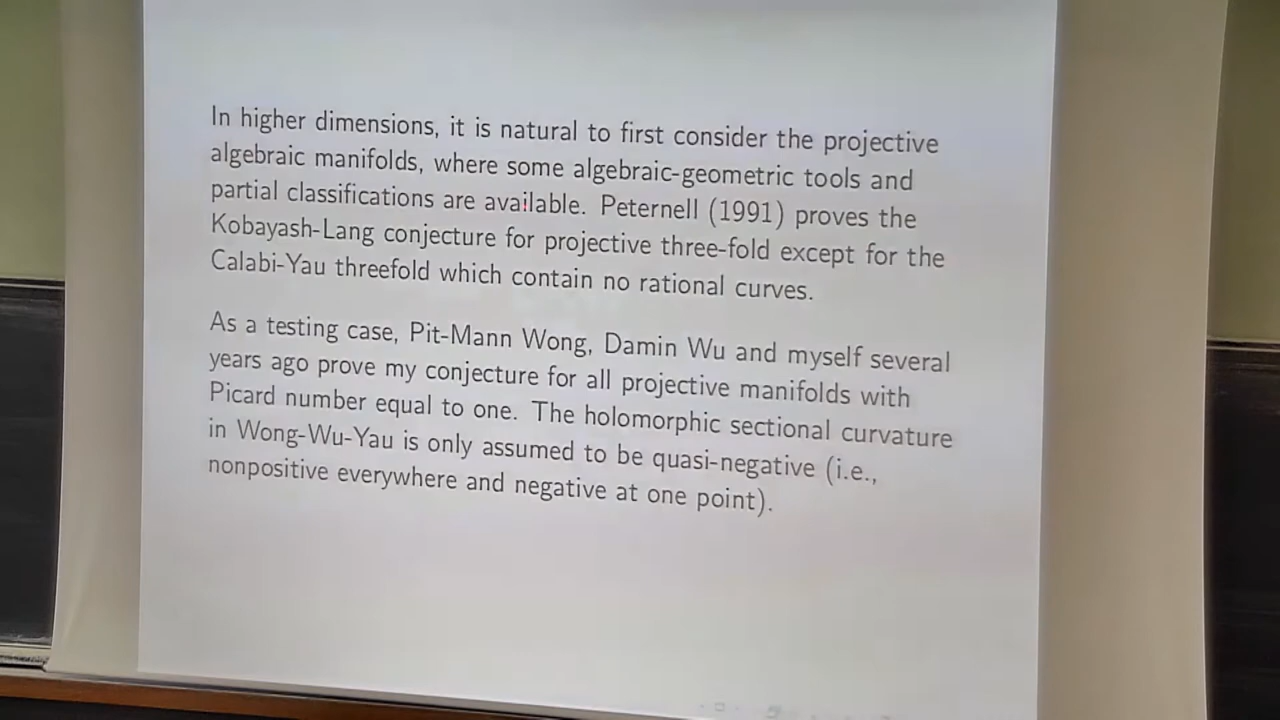 In higher dimensions, it is natural to first consider the projective
algebraic manifolds, where some algebraic-geometric tools and
partial classifications are available. Peternell (1991) proves the
Kobayash-Lang conjecture for projective three-fold except for the
Calabi-Yau threefold which contain no rational curves.
As a testing case, Pit-Mann Wong, Damin Wu and myself several
years ago prove my conjecture for all projective manifolds with
Picard number equal to one. The holomorphic sectional curvature
in Wong-Wu-Yau is only assumed to be quasi-negative (i.e.,
nonpositive everywhere and negative at one point).